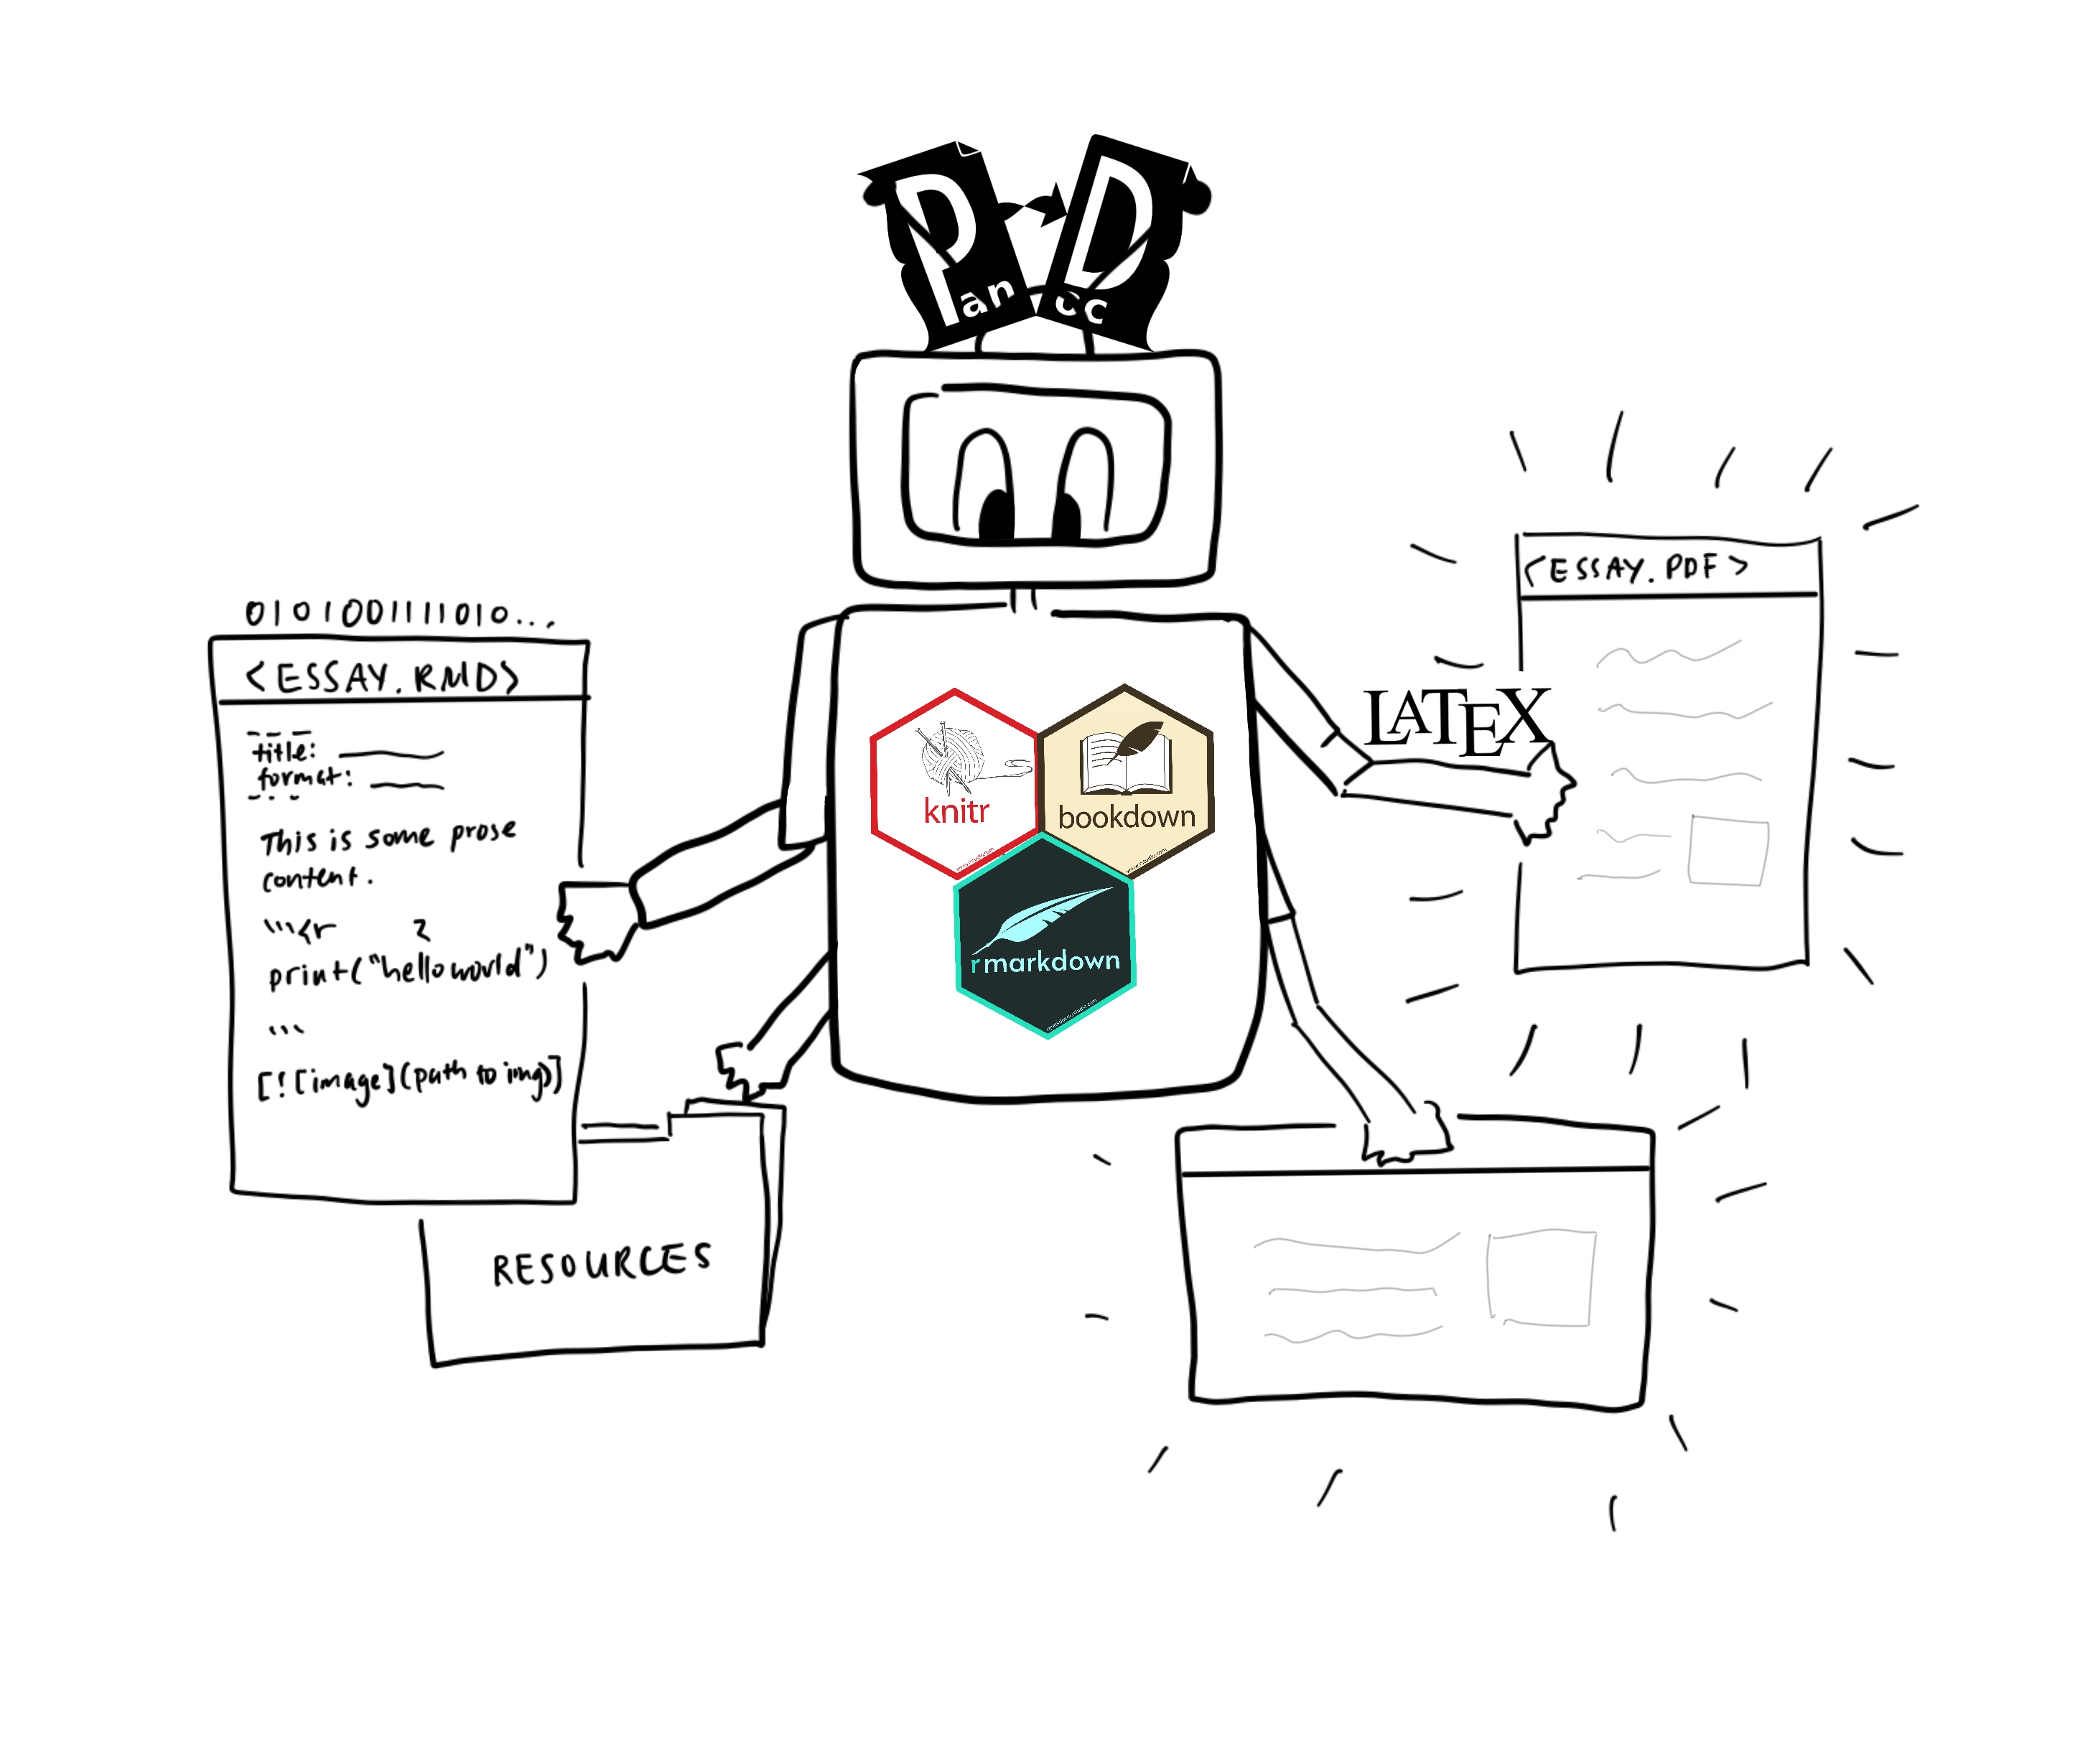 Pan Doc
0101001111010...
<ESSAY.RMD>
---
title:
format:
---
This is some prose
content.
```{r }
print("hello world")
```
[![image](path to img)]
RESOURCES
knitr
bookdown
rmarkdown
LATEX
<ESSAY.PDF>